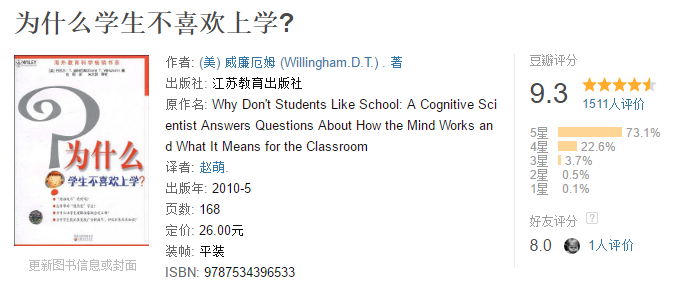 为什么学生不喜欢上学?
WILEY
海外教育科学畅销书系
?
为什么
学生不喜欢上学?
作者: (美) 威廉厄姆 (Willingham.D.T.) . 著
出版社: 江苏教育出版社
原作名: Why Don't Students Like School: A Cognitive Sci
entist Answers Questions About How the Mind Works an
d What It Means for the Classroom
译者: 赵萌.
出版年: 2010-5
页数: 168
定价: 26.00元
装帧: 平装
ISBN: 9787534396533
更新图书信息或封面
豆瓣评分
9.3
1511人评价
5星 73.1%
4星 22.6%
3星 3.7%
2星 0.5%
1星 0.1%
好友评分 ?
8.0 1人评价